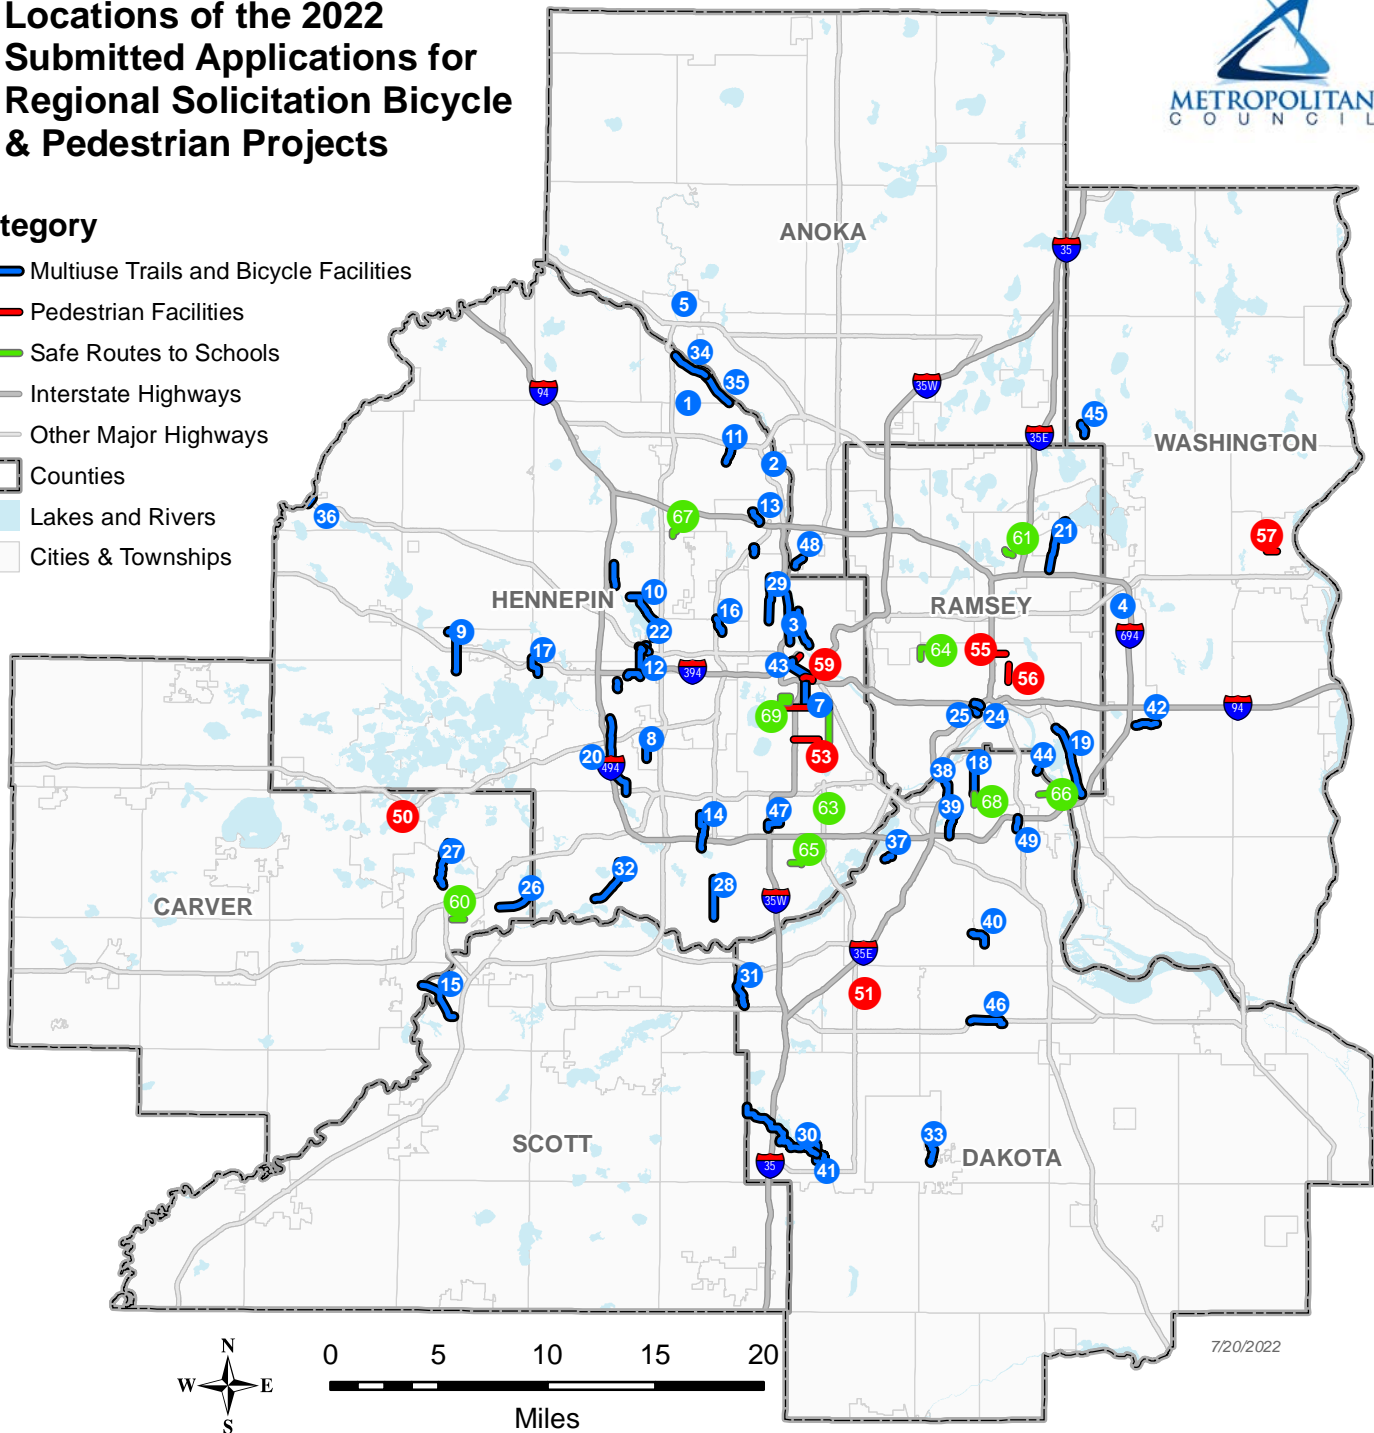 Locations of the 2022
Submitted Applications for
Regional Solicitation Bicycle
& Pedestrian Projects
METROPOLITAN
COUNCIL
tegory
Multiuse Trails and Bicycle Facilities
Pedestrian Facilities
Safe Routes to Schools
Interstate Highways
Other Major Highways
Counties
Lakes and Rivers
Cities & Townships
ANOKA
35
5
34
35
1
94
35W
45
11
35E
WASHINGTON
2
36
67
13
57
61
21
48
29
10
HENNEPIN
16
RAMSEY
4
3
9
22
694
17
12
394
43
59
64
55
56
69
7
25
24
42
94
8
20
494
53
19
44
18
38
68
66
50
14
47
63
39
49
37
27
65
32
28
26
60
35W
CARVER
40
35E
31
15
51
46
SCOTT
30
41
35
33
DAKOTA
N
W E
S
0 5 10 15 20
Miles
7/20/2022